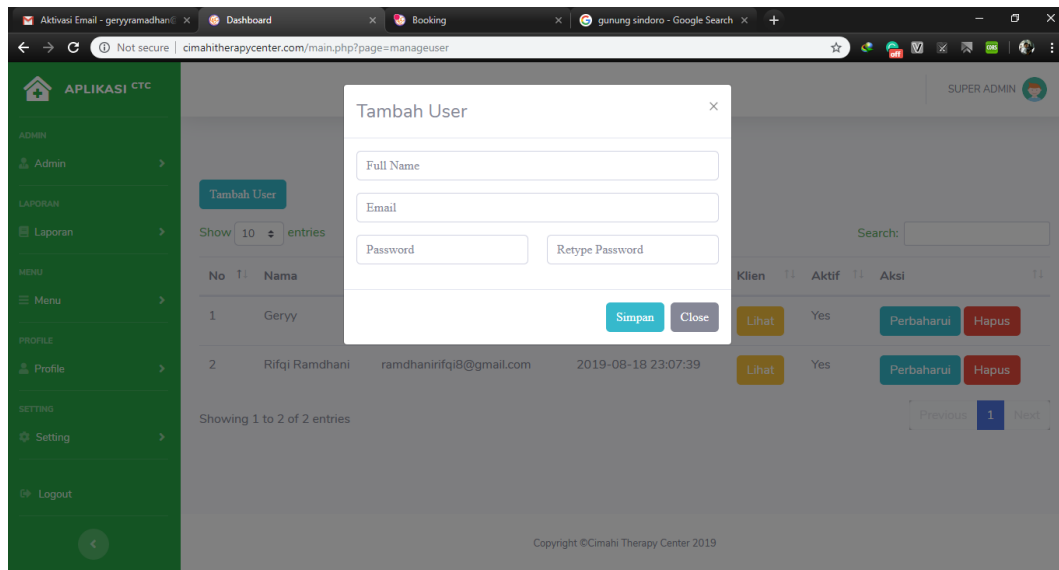 Aktivasi Email - geryyramadhan
Dashboard
Booking
gunung sindoro - Google Search
Not secure | cimahitherapycenter.com/main.php?page=manageuser
off
CORS
APLIKASI CTC
SUPER ADMIN
ADMIN
Admin
LAPORAN
Laporan
MENU
Menu
PROFILE
Profile
SETTING
Setting
Logout
Tambah User
×
Full Name
Email
Password Retype Password
Simpan Close
Tambah User
Show 10 entries
Search:
No Nama Klien Aktif Aksi
1 Geryy Lihat Yes Perbaharui Hapus
2 Rifqi Ramdhani ramdhanirifqi8@gmail.com 2019-08-18 23:07:39 Lihat Yes Perbaharui Hapus
Showing 1 to 2 of 2 entries
Previous 1 Next
Copyright ©Cimahi Therapy Center 2019